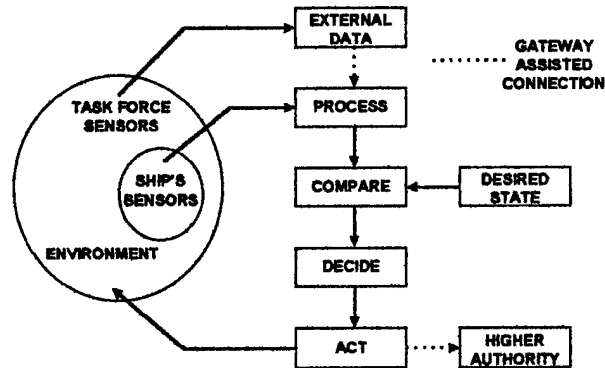 EXTERNAL
DATA
GATEWAY
ASSISTED
CONNECTION
TASK FORCE
SENSORS
PROCESS
SHIP'S
SENSORS
COMPARE
DESIRED
STATE
ENVIRONMENT
DECIDE
ACT
HIGHER
AUTHORITY